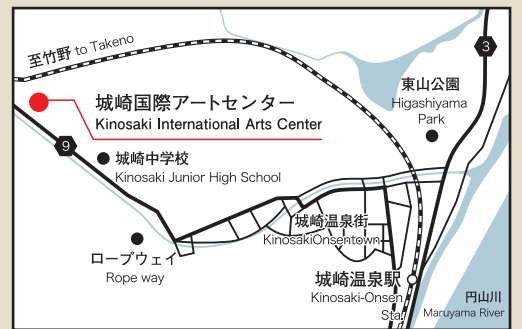 至竹野 to Takeno
3
城崎国際アートセンター
Kinosaki International Arts Center
東山公園
Higashiyama
Park
9
城崎中学校
Kinosaki Junior High School
城崎温泉街
KinosakiOnsentown
ロープウェイ
Rope way
城崎温泉駅
Kinosaki-Onsen
Sta.
円山川
Maruyama River